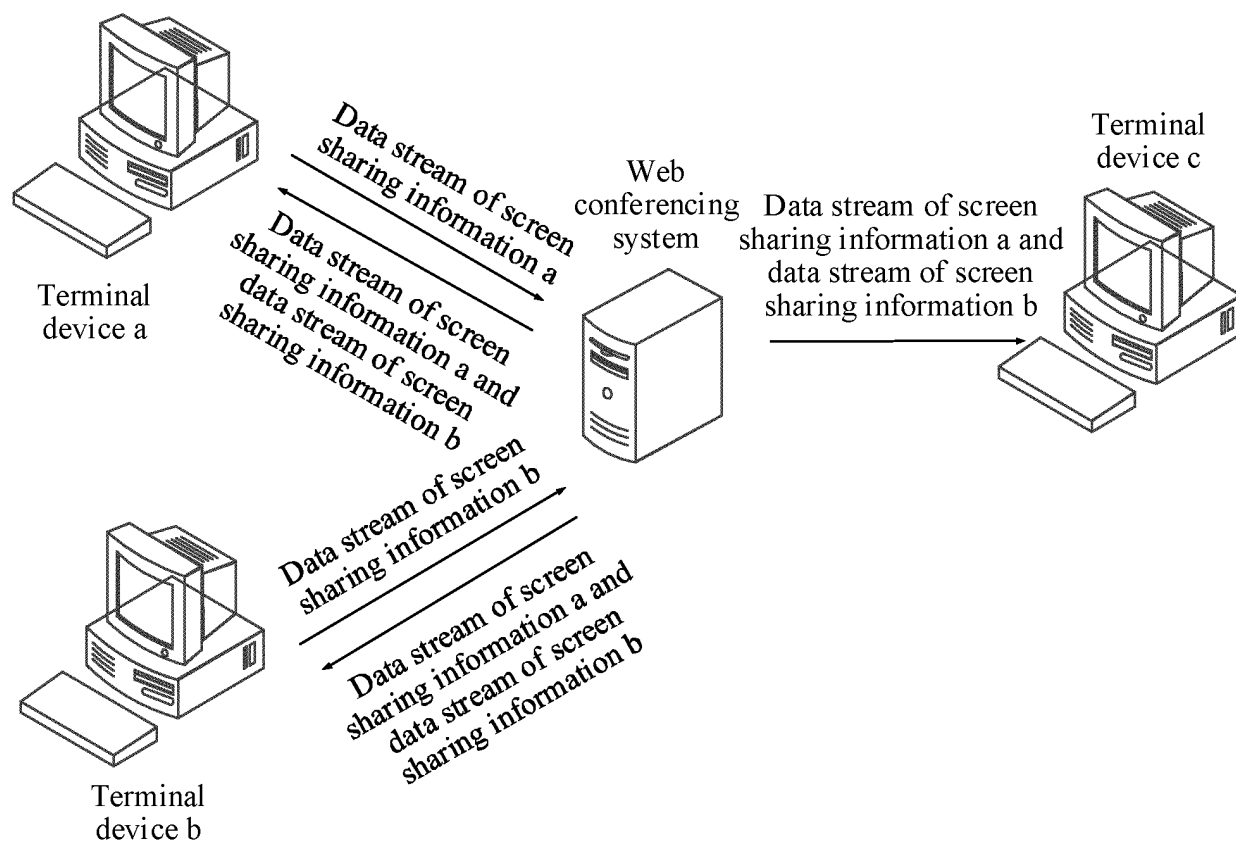 Data stream of screen
sharing information a
Data stream of screen
sharing information a and
data stream of screen
sharing information b
Terminal
device a
Web
conferencing
system
Data stream of screen
sharing information a and
data stream of screen
sharing information b
Terminal
device c
Data stream of screen
sharing information b
Data stream of screen
sharing information a and
data stream of screen
sharing information b
Terminal
device b